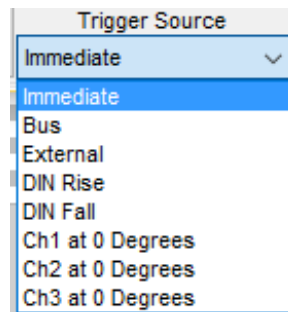 Trigger Source
Immediate
Immediate
Bus
External
DIN Rise
DIN Fall
Ch1 at 0 Degrees
Ch2 at 0 Degrees
Ch3 at 0 Degrees